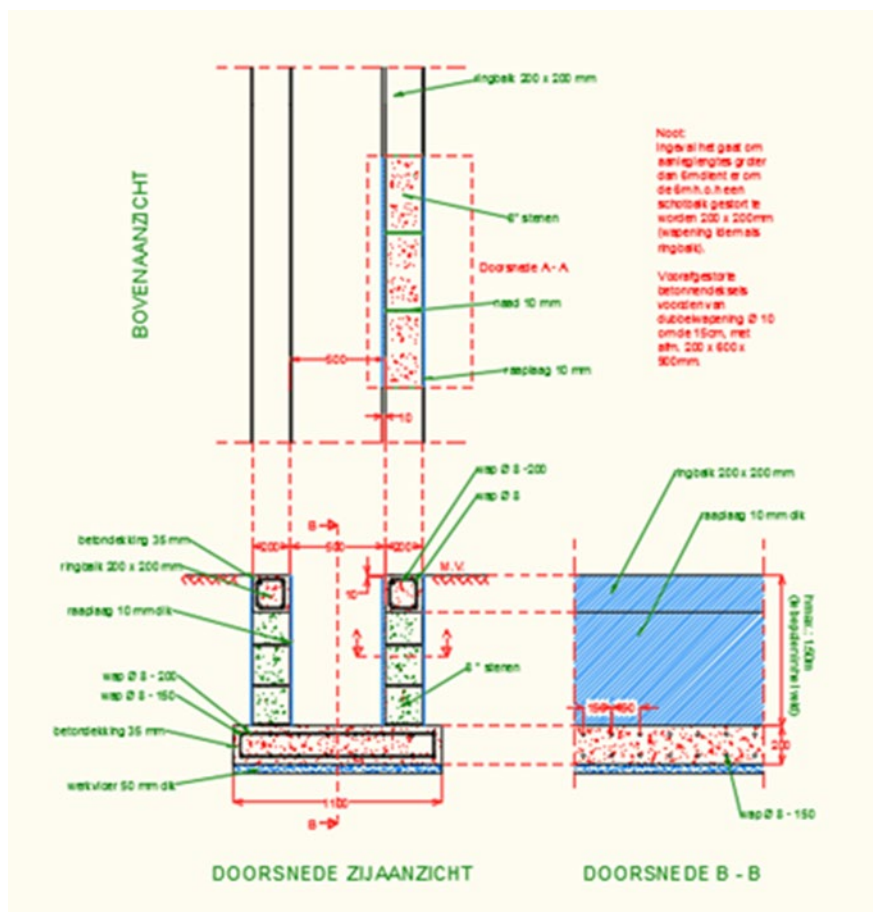 ringbalk 200 x 200 mm
Noot:
Ingeval het gaat om
aanleglengtes groter
dan 6m dient er om
de 6m h.o.h een
schotbalk gestort te
worden 200 x 200mm
(wapening idem als
ringbalk).
Voorafgestorte
betonnendeksels
voorzien van
dubbelwapening Ø 10
om de 15cm, met
afm. 200 x 600 x
900mm.
BOVENAANZICHT
6" stenen
Doorsnede A - A
naad 10 mm
500
raaplaag 10 mm
10
wap Ø 8 -200
wap Ø 8
ringbalk 200 x 200 mm
raaplaag 10 mm dik
B
betondekking 35 mm
200
500
200
ringbalk 200 x 200 mm
M.V.
raaplaag 10 mm dik
6 " stenen
wap Ø 8 - 200
wap Ø 8 - 150
150
betondekking 35 mm
200
werkvloer 50 mm dik
1100
wap Ø 8 - 150
B
DOORSNEDE ZIJAANZICHT
DOORSNEDE B - B